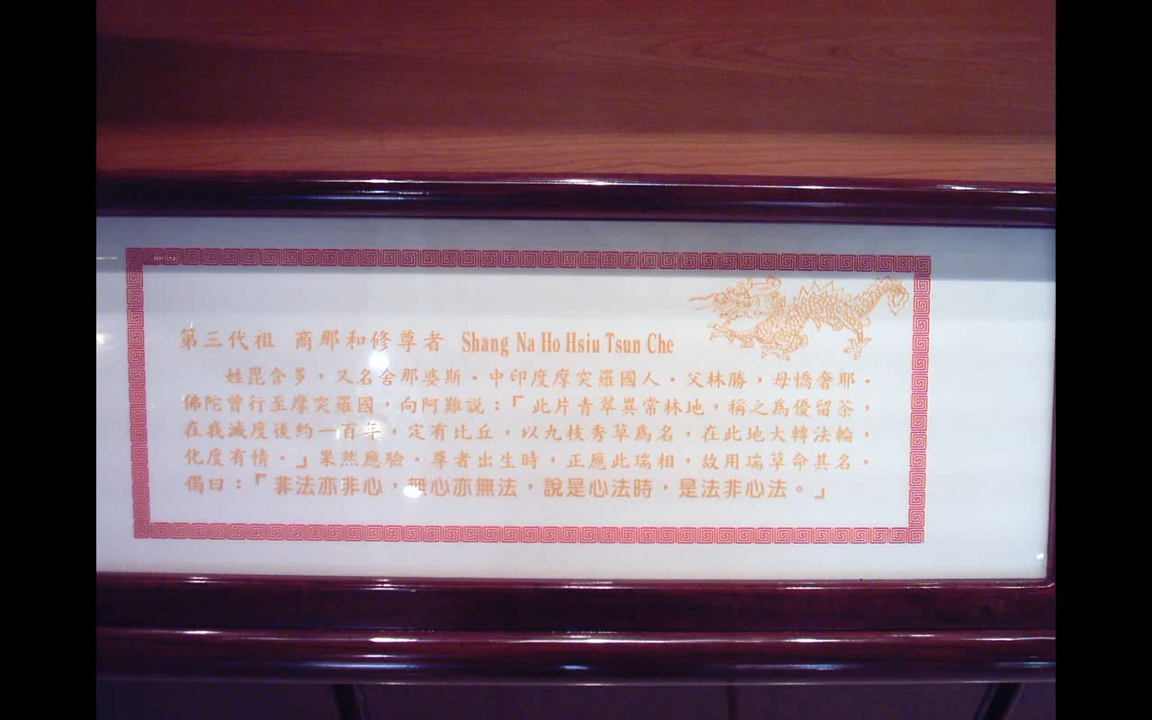 第三代祖 商那和修尊者 Shang Na Ho Hsiu Tsun Che
姓毘舍多，又名舍那婆斯。中印度摩突羅國人。父林勝，母憍奢耶。
佛陀曾行至摩突羅國，向阿難說：「此片青翠異常林地，稱之為優留荼，
在我滅度後約一百年，定有比丘，以九枝秀草為名，在此地大轉法輪，
化度有情。」果然應驗。尊者出生時，正應此瑞相，故用瑞草命其名。
偈曰：「非法亦非心，無心亦無法，說是心法時，是法非心法。」